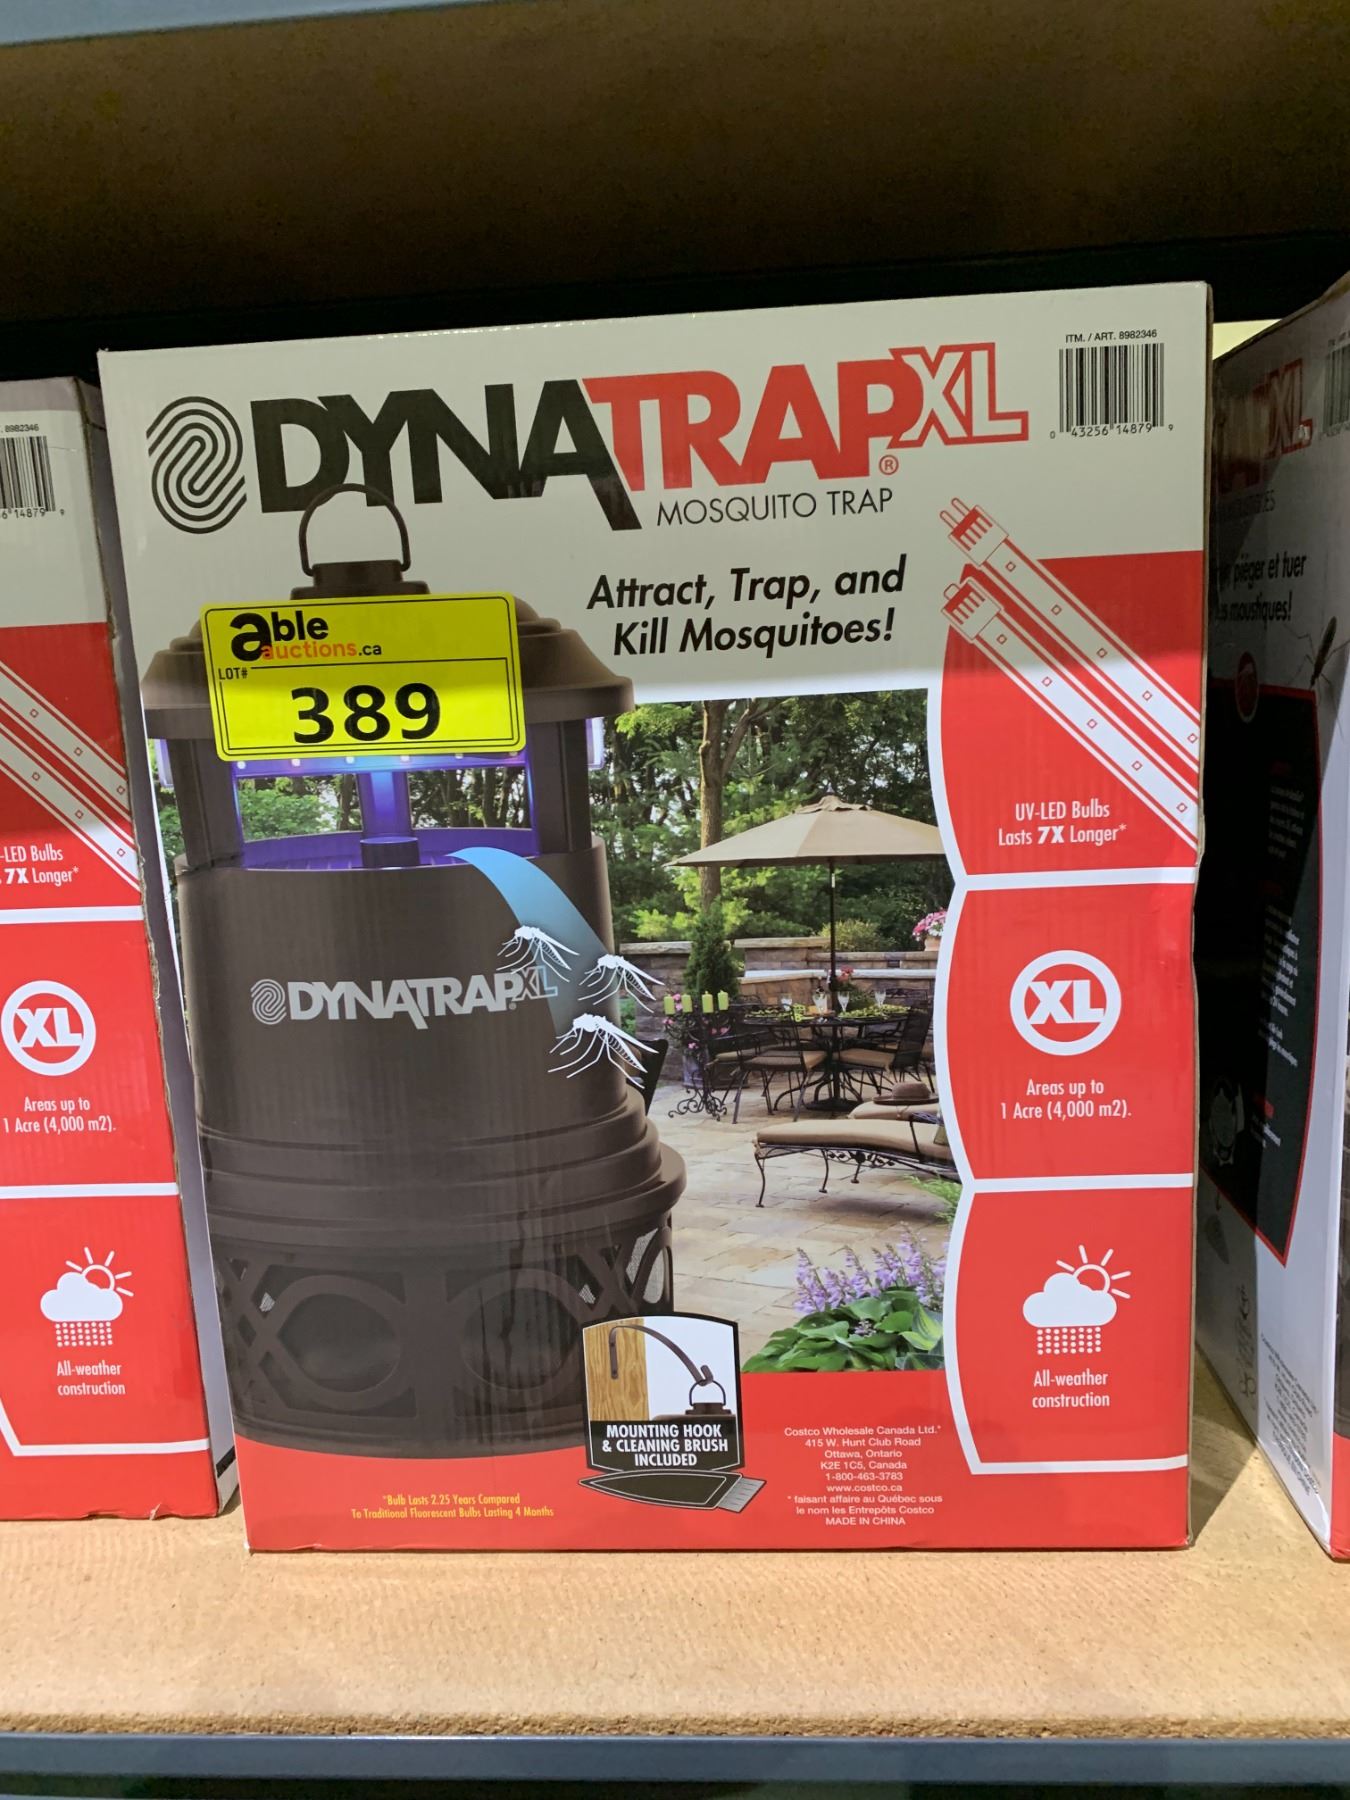 ITM. / ART. 8982346
DYNATRAPXL®
0 43256 14879 9
MOSQUITO TRAP
Attract, Trap, and
Kill Mosquitoes!
able
auctions.ca
LOT#
389
UV-LED Bulbs
Lasts 7X Longer*
DYNATRAPXL
XL
Areas up to
1 Acre (4,000 m2).
All-weather
construction
MOUNTING HOOK
& CLEANING BRUSH
INCLUDED
Costco Wholesale Canada Ltd.*
415 W. Hunt Club Road
Ottawa, Ontario
K2E 1C5, Canada
1-800-463-3783
www.costco.ca
* faisant affaire au Québec sous
le nom les Entrepôts Costco
MADE IN CHINA
*Bulb Lasts 2.25 Years Compared
To Traditional Fluorescent Bulbs Lasting 4 Months
. 8982346
6 14879 9
-LED Bulbs
7X Longer*
XL
Areas up to
1 Acre (4,000 m2).
All-weather
construction
XL
piéger et tuer
moustiques!